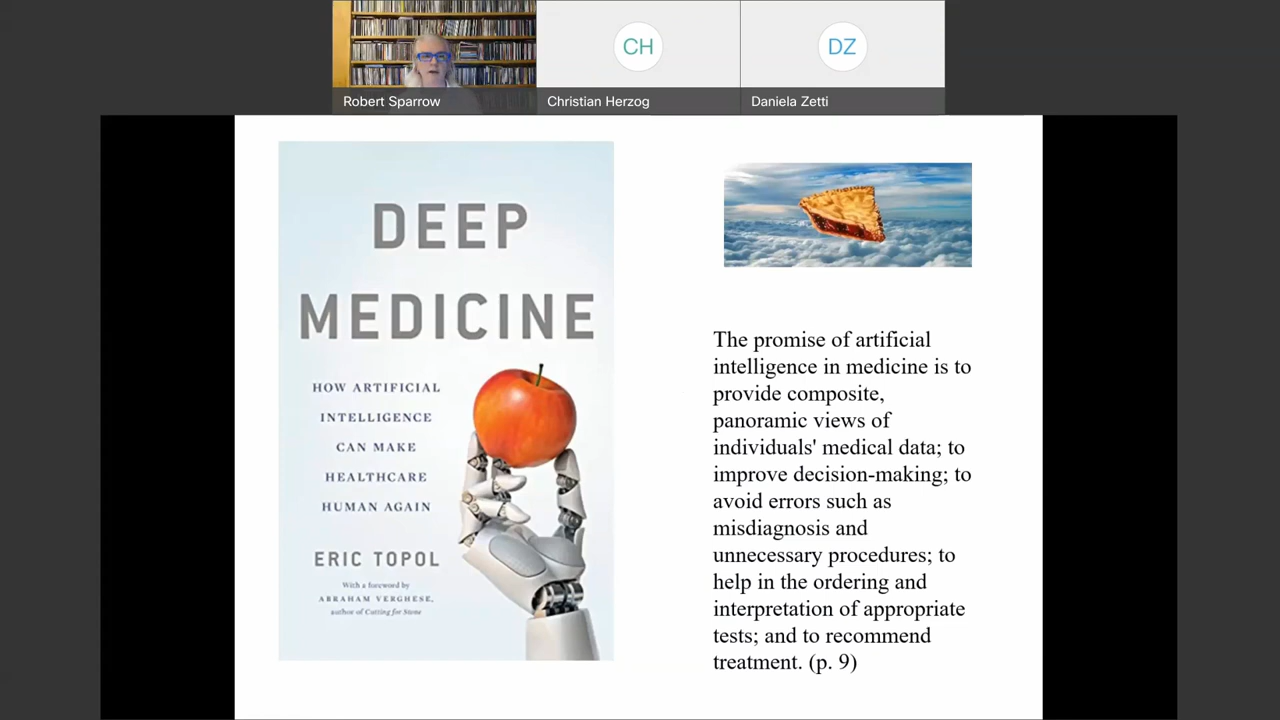 CH
DZ
Robert Sparrow
Christian Herzog
Daniela Zetti
DEEP
MEDICINE
HOW ARTIFICIAL
INTELLIGENCE
CAN MAKE
HEALTHCARE
HUMAN AGAIN
ERIC TOPOL
With a foreword by
ABRAHAM VERGHESE,
author of Cutting for Stone
The promise of artificial
intelligence in medicine is to
provide composite,
panoramic views of
individuals' medical data; to
improve decision-making; to
avoid errors such as
misdiagnosis and
unnecessary procedures; to
help in the ordering and
interpretation of appropriate
tests; and to recommend
treatment. (p. 9)